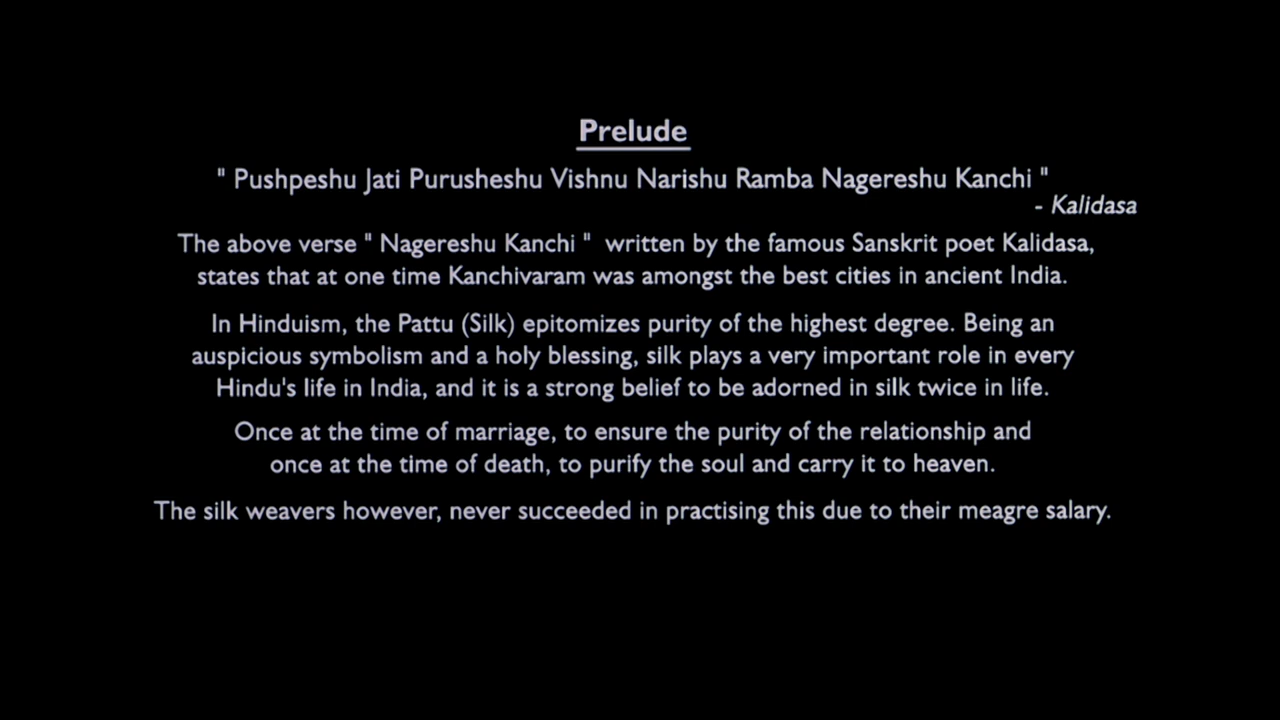 Prelude
" Pushpeshu Jati Purusheshu Vishnu Narishu Ramba Nagereshu Kanchi "
- Kalidasa
The above verse " Nagereshu Kanchi " written by the famous Sanskrit poet Kalidasa,
states that at one time Kanchivaram was amongst the best cities in ancient India.
In Hinduism, the Pattu (Silk) epitomizes purity of the highest degree. Being an
auspicious symbolism and a holy blessing, silk plays a very important role in every
Hindu's life in India, and it is a strong belief to be adorned in silk twice in life.
Once at the time of marriage, to ensure the purity of the relationship and
once at the time of death, to purify the soul and carry it to heaven.
The silk weavers however, never succeeded in practising this due to their meagre salary.